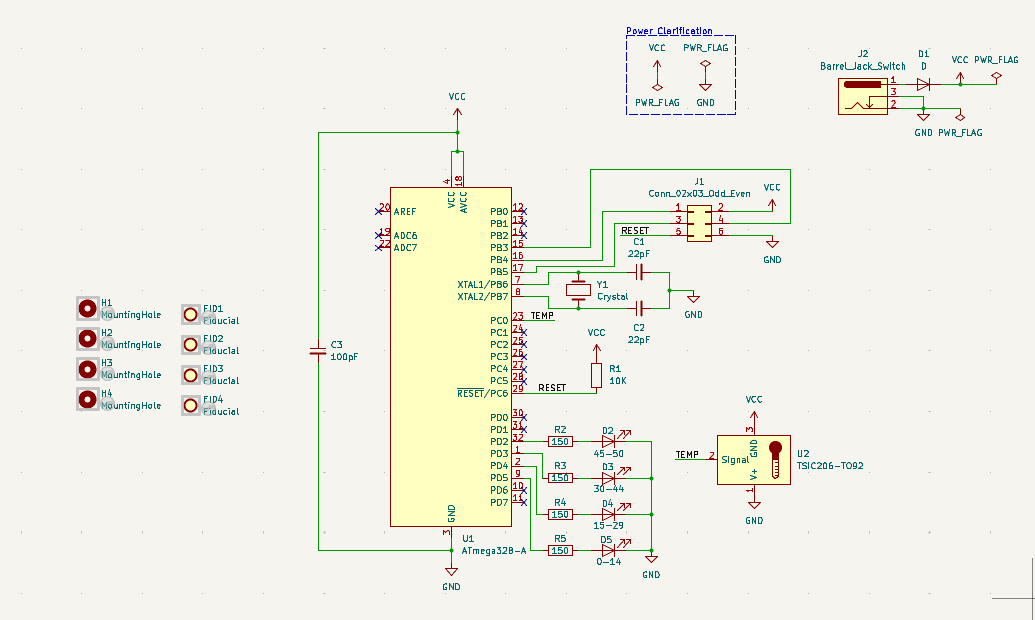 Power Clarification
VCC
PWR_FLAG
PWR_FLAG
GND
J2
Barrel_Jack_Switch
1
3
2
D1
D
VCC
PWR_FLAG
GND
PWR_FLAG
VCC
4
18
VCC
AVCC
20
AREF
19
ADC6
22
ADC7
PB0
12
PB1
13
PB2
14
PB3
15
PB4
16
PB5
17
XTAL1/PB6
7
XTAL2/PB7
8
PC0
23
TEMP
PC1
24
PC2
25
PC3
26
PC4
27
PC5
28
RESET/PC6
29
RESET
PD0
30
PD1
31
PD2
32
PD3
1
PD4
2
PD5
9
PD6
10
PD7
11
GND
3
U1
ATmega328-A
GND
J1
Conn_02x03_Odd_Even
1
2
3
4
5
6
RESET
VCC
GND
C1
22pF
Y1
Crystal
C2
22pF
GND
VCC
R1
10K
C3
100pF
H1
MountingHole
H2
MountingHole
H3
MountingHole
H4
MountingHole
FID1
Fiducial
FID2
Fiducial
FID3
Fiducial
FID4
Fiducial
R2
150
D2
45-50
R3
150
D3
30-44
R4
150
D4
15-29
R5
150
D5
0-14
GND
VCC
3
GND
TEMP
2
Signal
V+
1
U2
TSIC206-TO92
GND